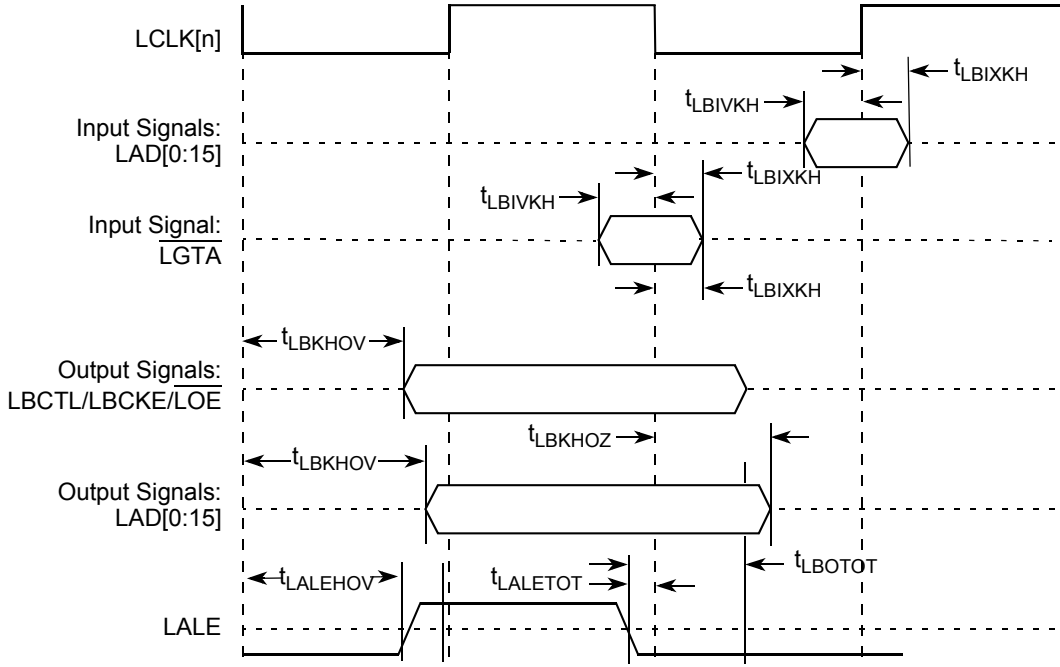 LCLK[n]
tLBIXKH
tLBIVKH
Input Signals:
LAD[0:15]
tLBIXKH
tLBIVKH
Input Signal:
LGTA
tLBIXKH
tLBKHOV
Output Signals:
LBCTL/LBCKE/LOE
tLBKHOZ
tLBKHOV
Output Signals:
LAD[0:15]
tLBOTOT
tLALEHOV
tLALETOT
LALE